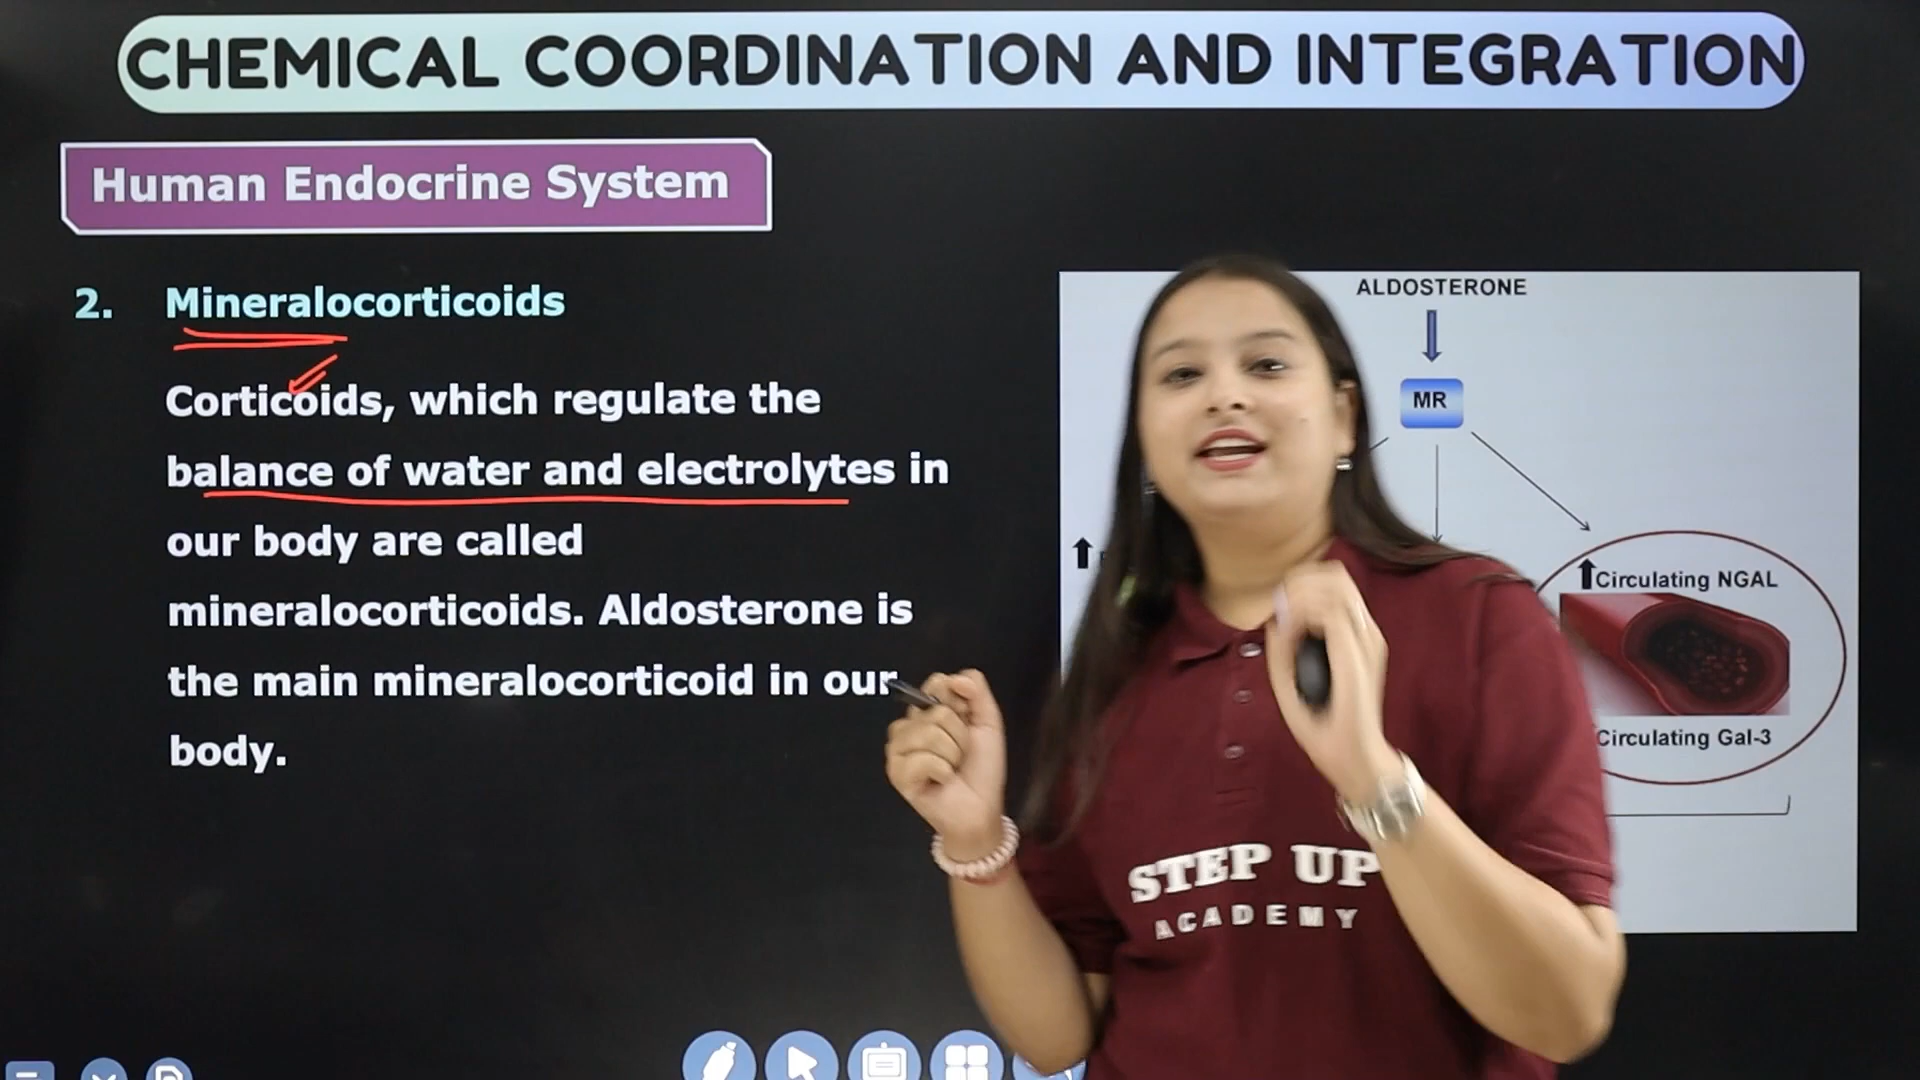 CHEMICAL COORDINATION AND INTEGRATION
Human Endocrine System
2. Mineralocorticoids
Corticoids, which regulate the
balance of water and electrolytes in
our body are called
mineralocorticoids. Aldosterone is
the main mineralocorticoid in our
body.
ALDOSTERONE
MR
Circulating NGAL
Circulating Gal-3
STEP UP
ACADEMY